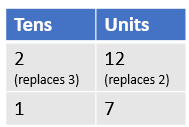 Tens Units
2 12
(replaces 3) (replaces 2)
1 7